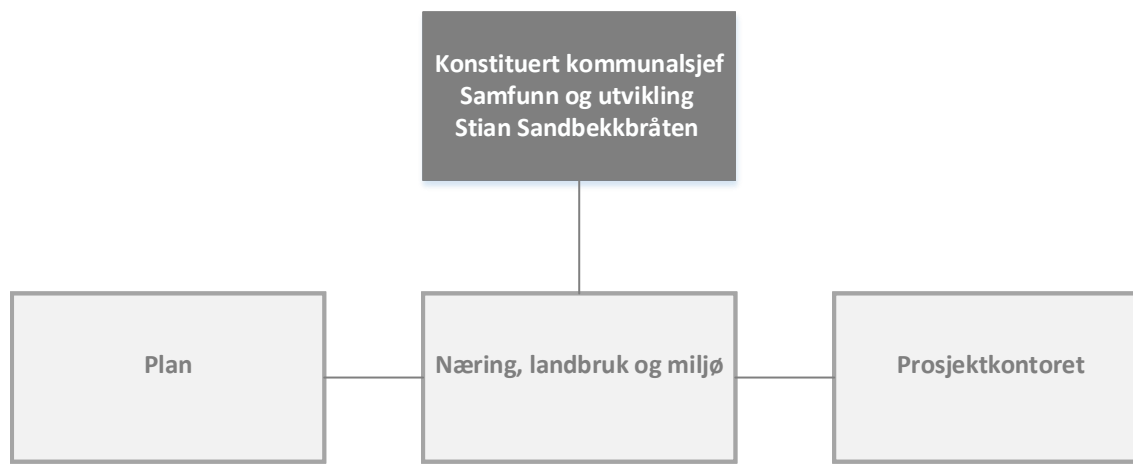 Konstituert kommunalsjef
Samfunn og utvikling
Stian Sandbekkbråten
Plan
Næring, landbruk og miljø
Prosjektkontoret